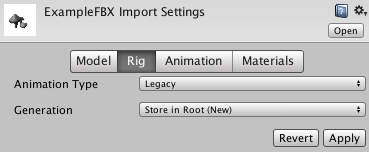 ExampleFBX Import Settings
Open
Model Rig Animation Materials
Animation Type Legacy
Generation Store in Root (New)
Revert Apply